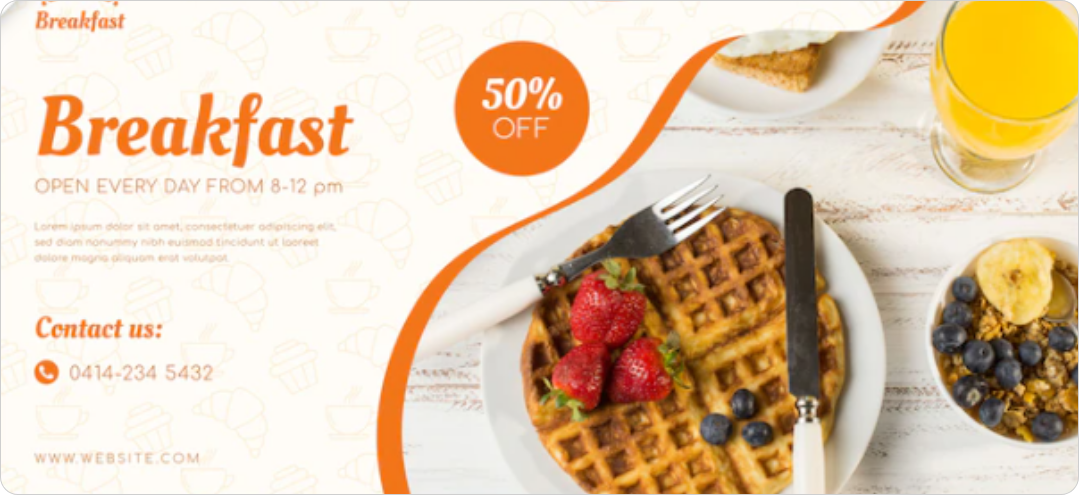 Breakfast
Breakfast
OPEN EVERY DAY FROM 8-12 pm
Lorem ipsum dolor sit amet, consectetuer adipiscing elit,
sed diam nonummy nibh euismod tincidunt ut laoreet
dolore magna aliquam erat volutpat.
Contact us:
0414-234 5432
WWW.WEBSITE.COM
50%
OFF